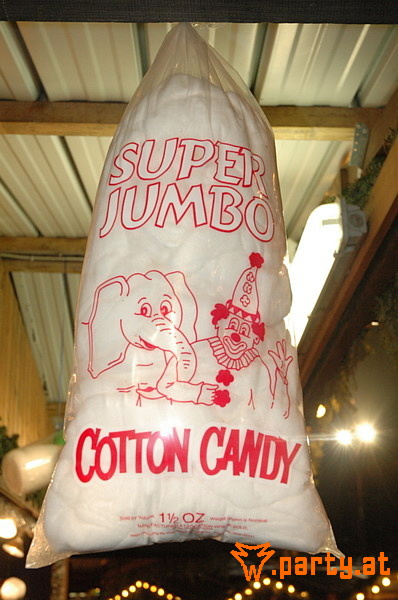 SUPER
JUMBO
COTTON CANDY
1½ OZ
.party.at